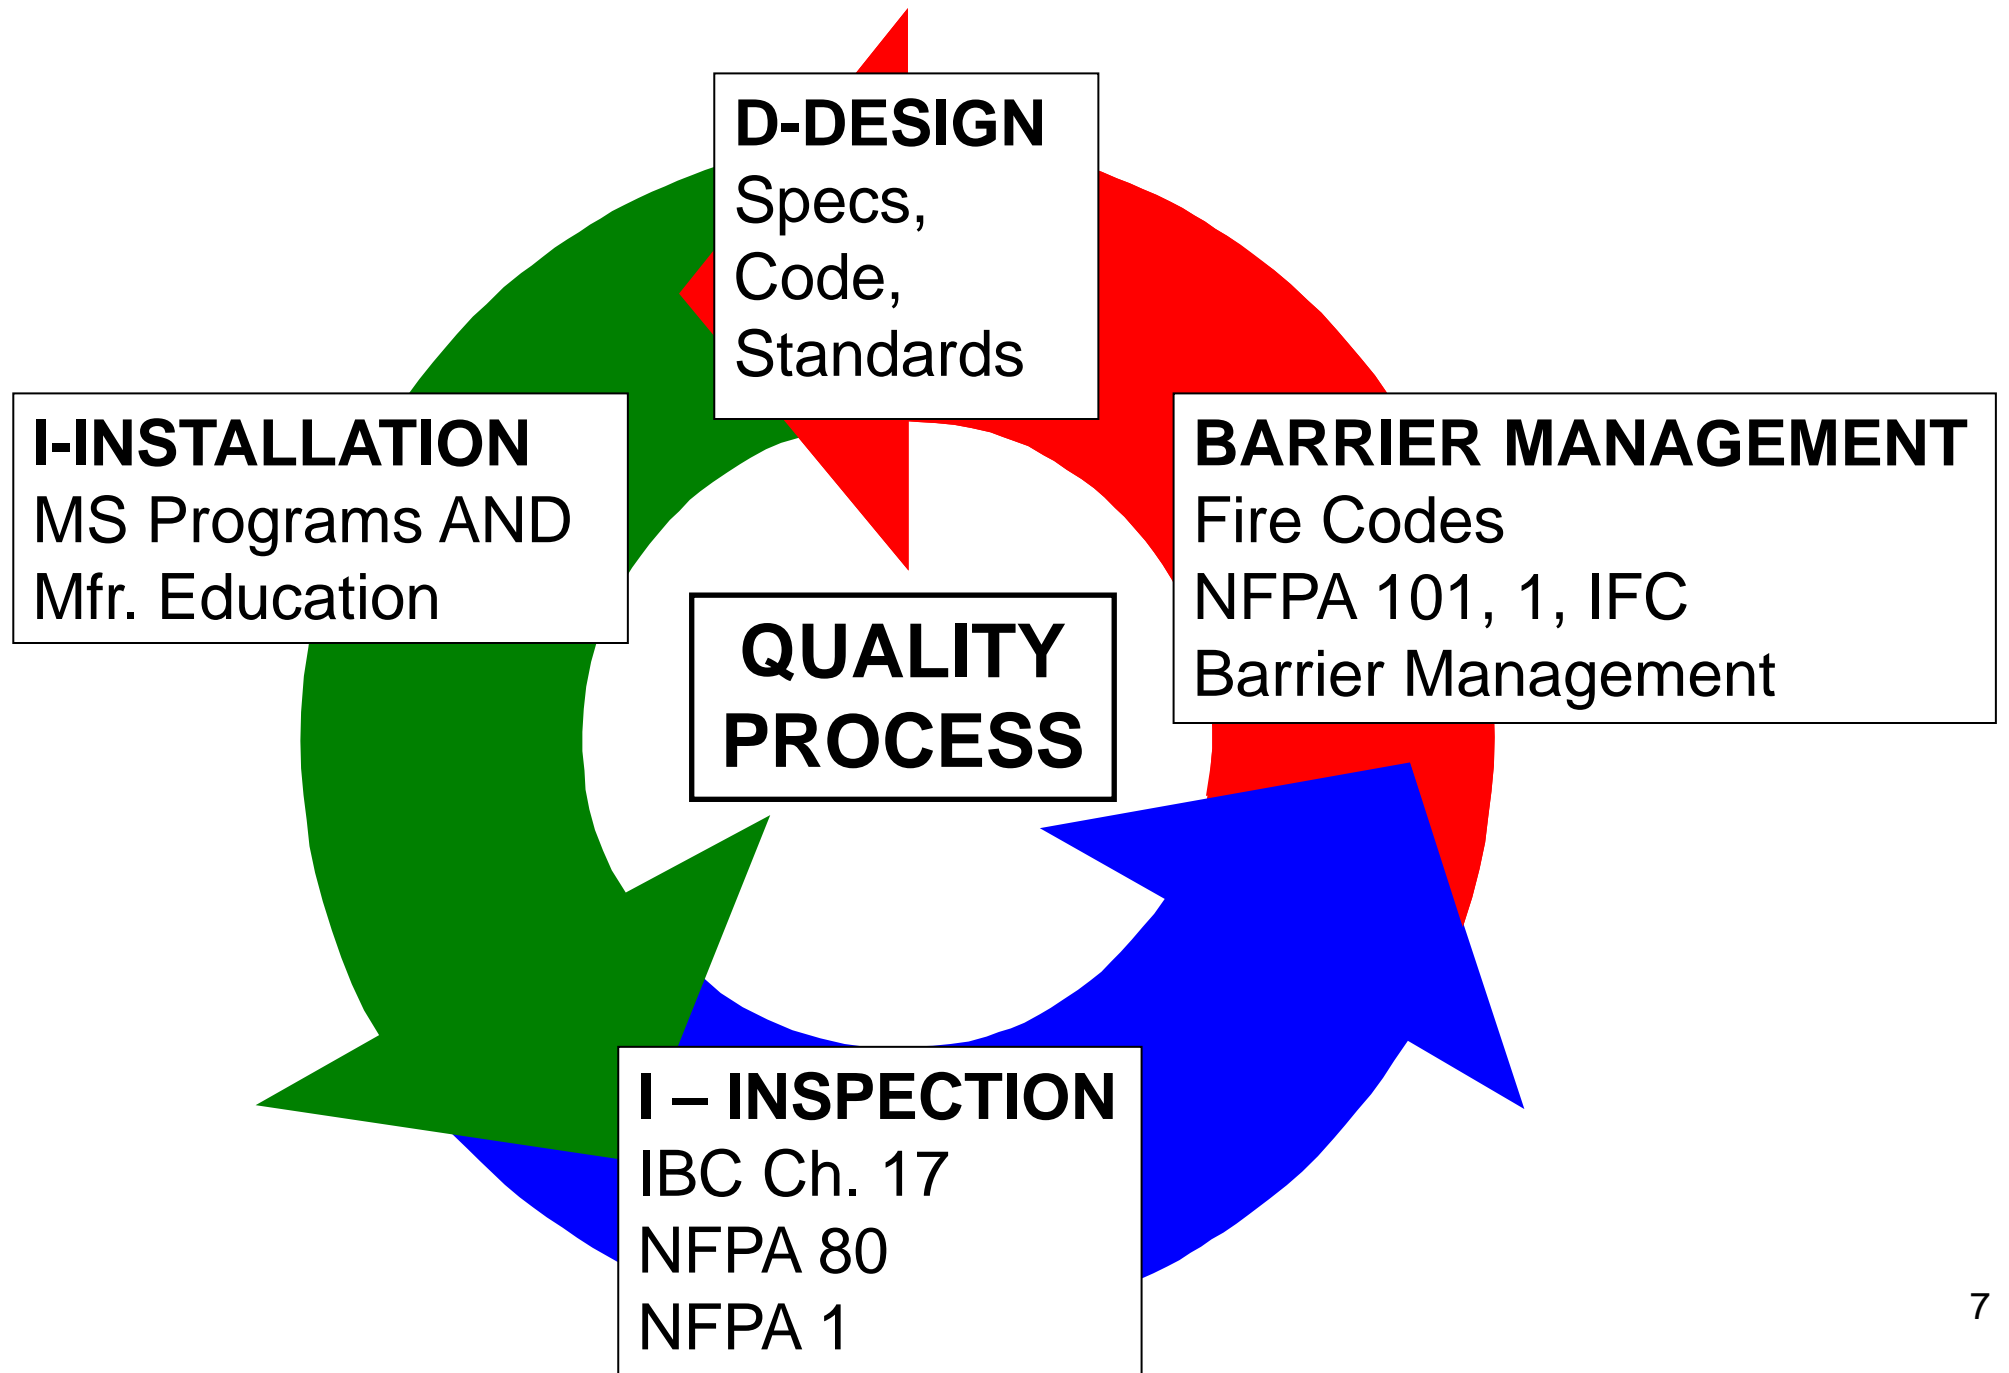 D-DESIGN
Specs,
Code,
Standards
I-INSTALLATION
MS Programs AND
Mfr. Education
BARRIER MANAGEMENT
Fire Codes
NFPA 101, 1, IFC
Barrier Management
QUALITY
PROCESS
I – INSPECTION
IBC Ch. 17
NFPA 80
NFPA 1
7